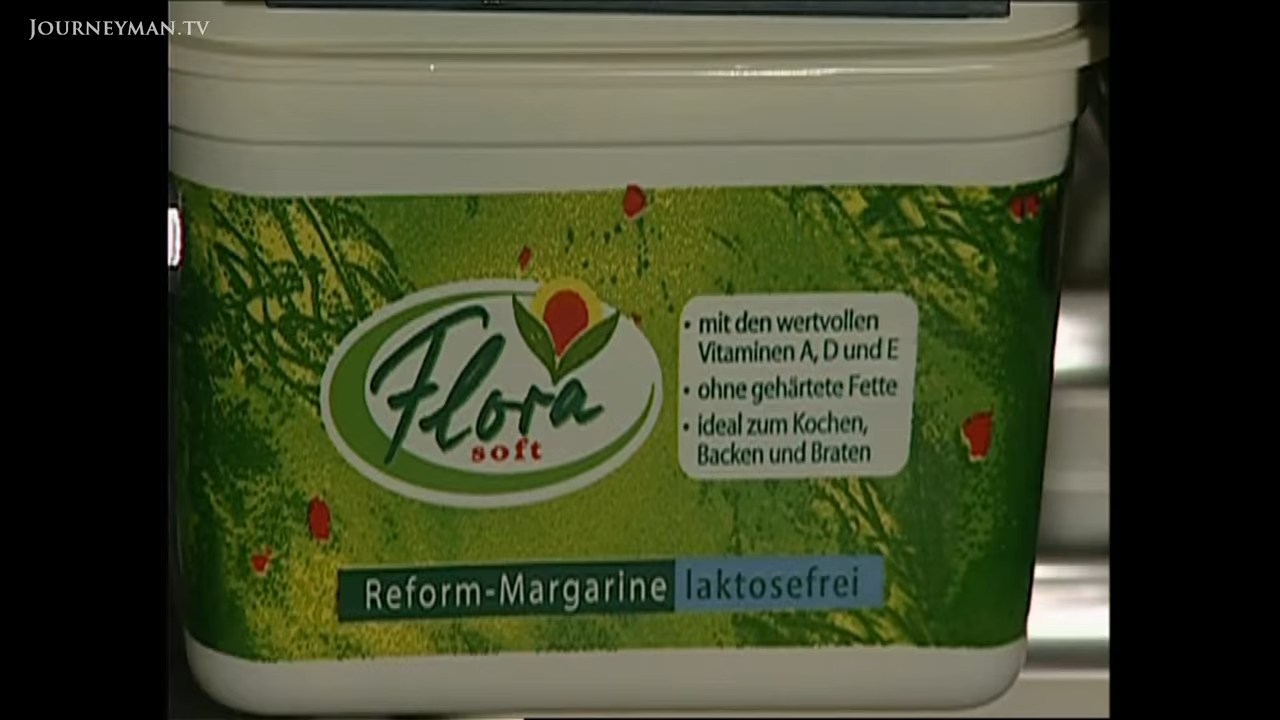 JOURNEYMAN.TV
Flora
soft
• mit den wertvollen
Vitaminen A, D und E
• ohne gehärtete Fette
• ideal zum Kochen,
Backen und Braten
Reform-Margarine laktosefrei